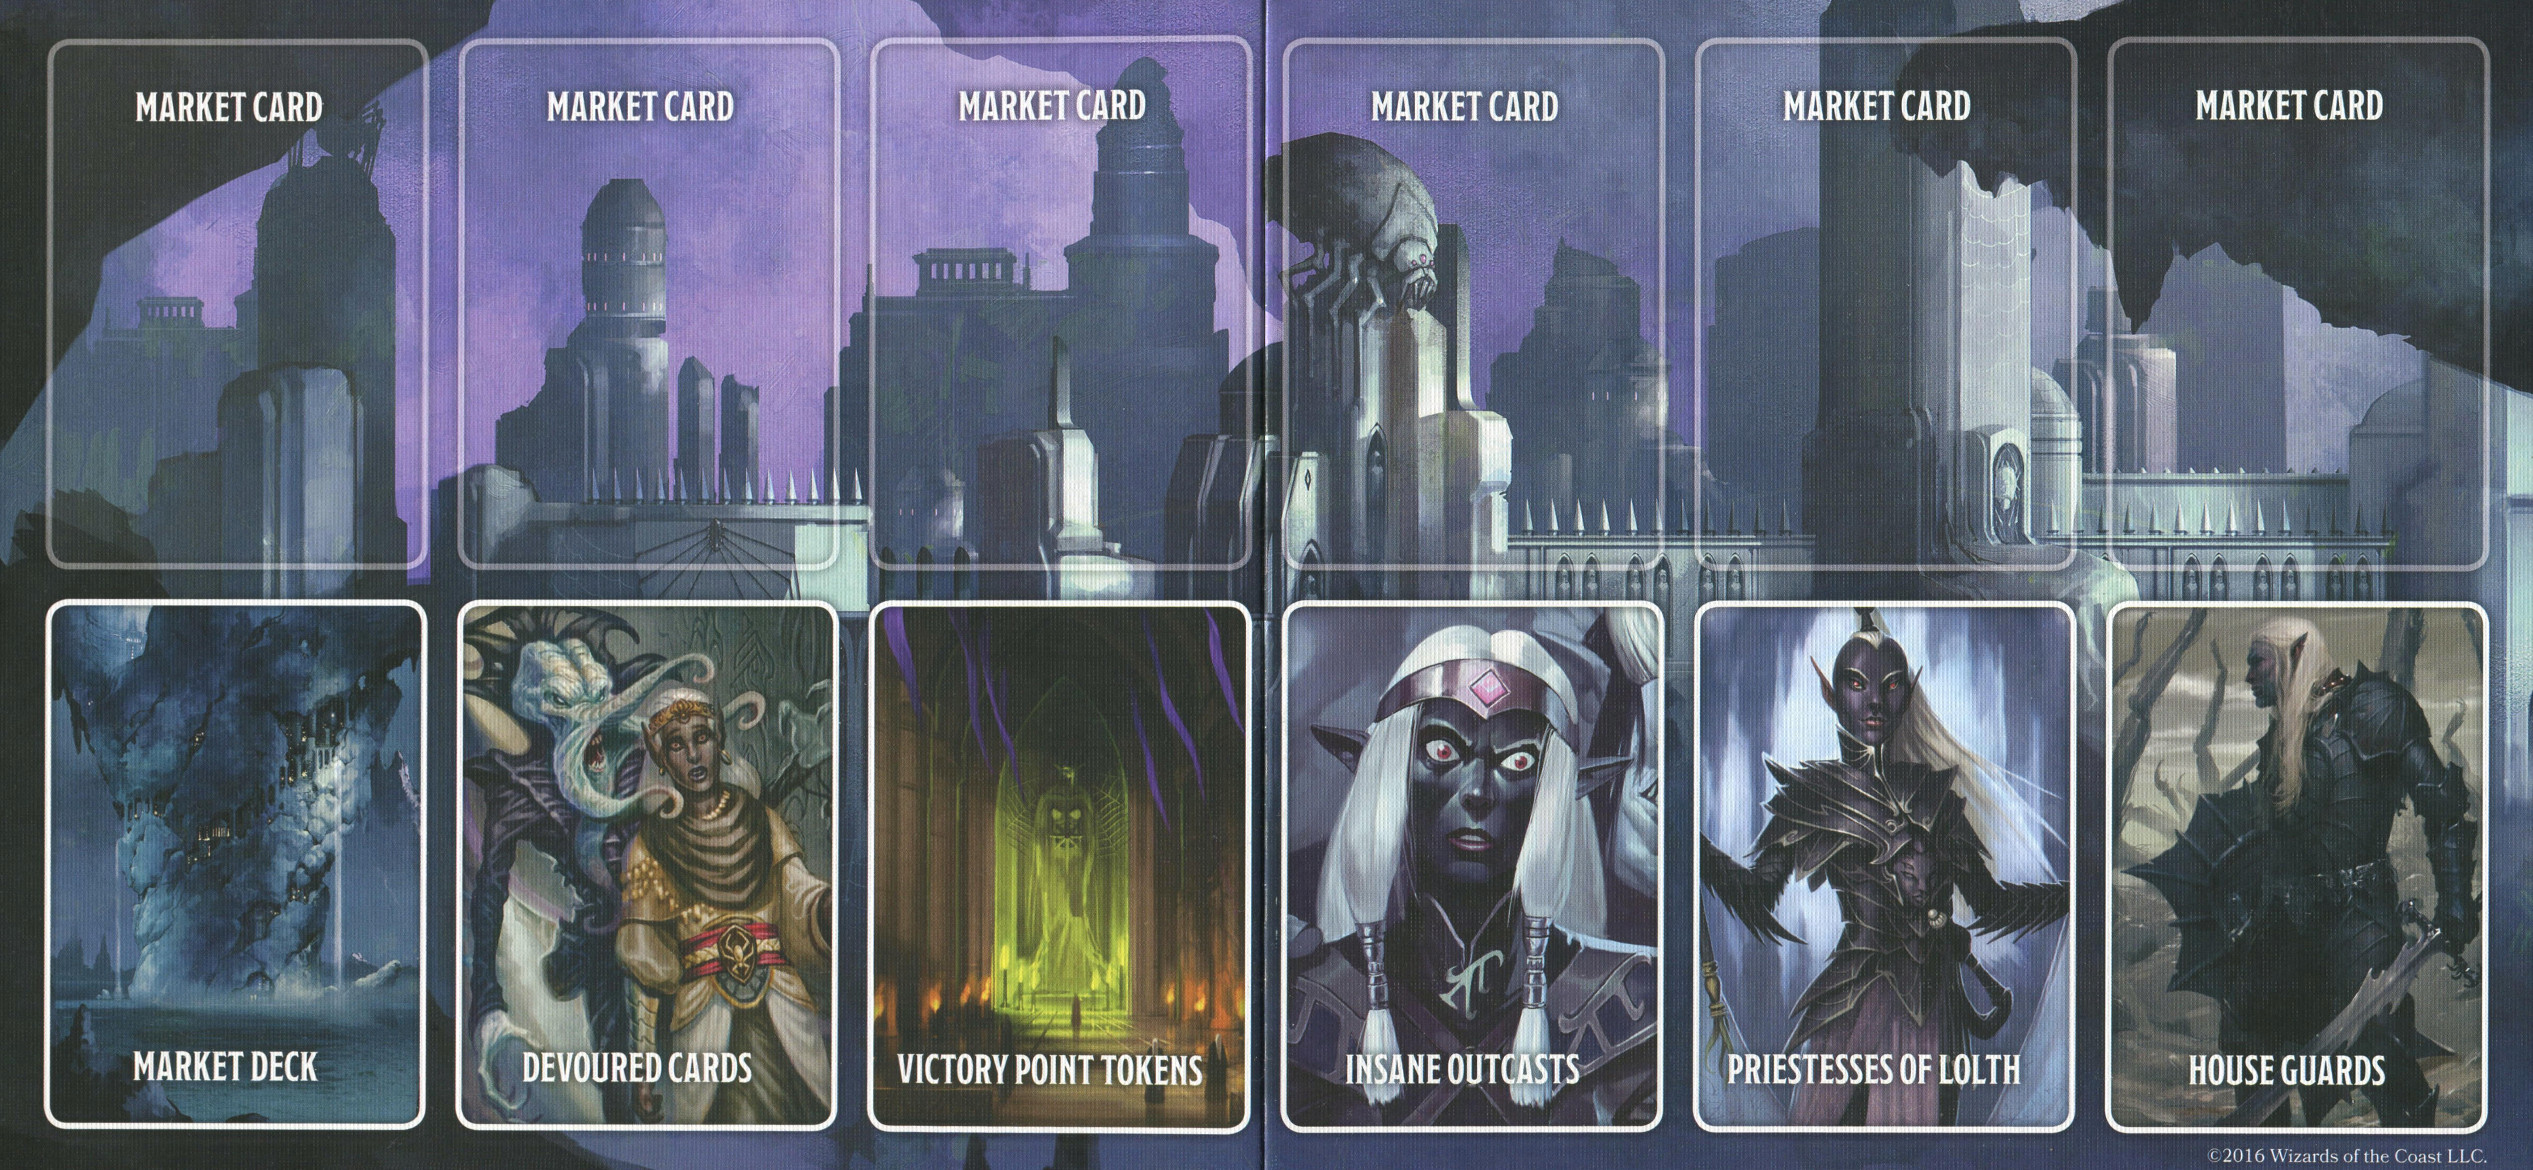 MARKET CARD
MARKET CARD
MARKET CARD
MARKET CARD
MARKET CARD
MARKET CARD
MARKET DECK
DEVOURED CARDS
VICTORY POINT TOKENS
INSANE OUTCASTS
PRIESTESSES OF LOLTH
HOUSE GUARDS
©2016 Wizards of the Coast LLC.